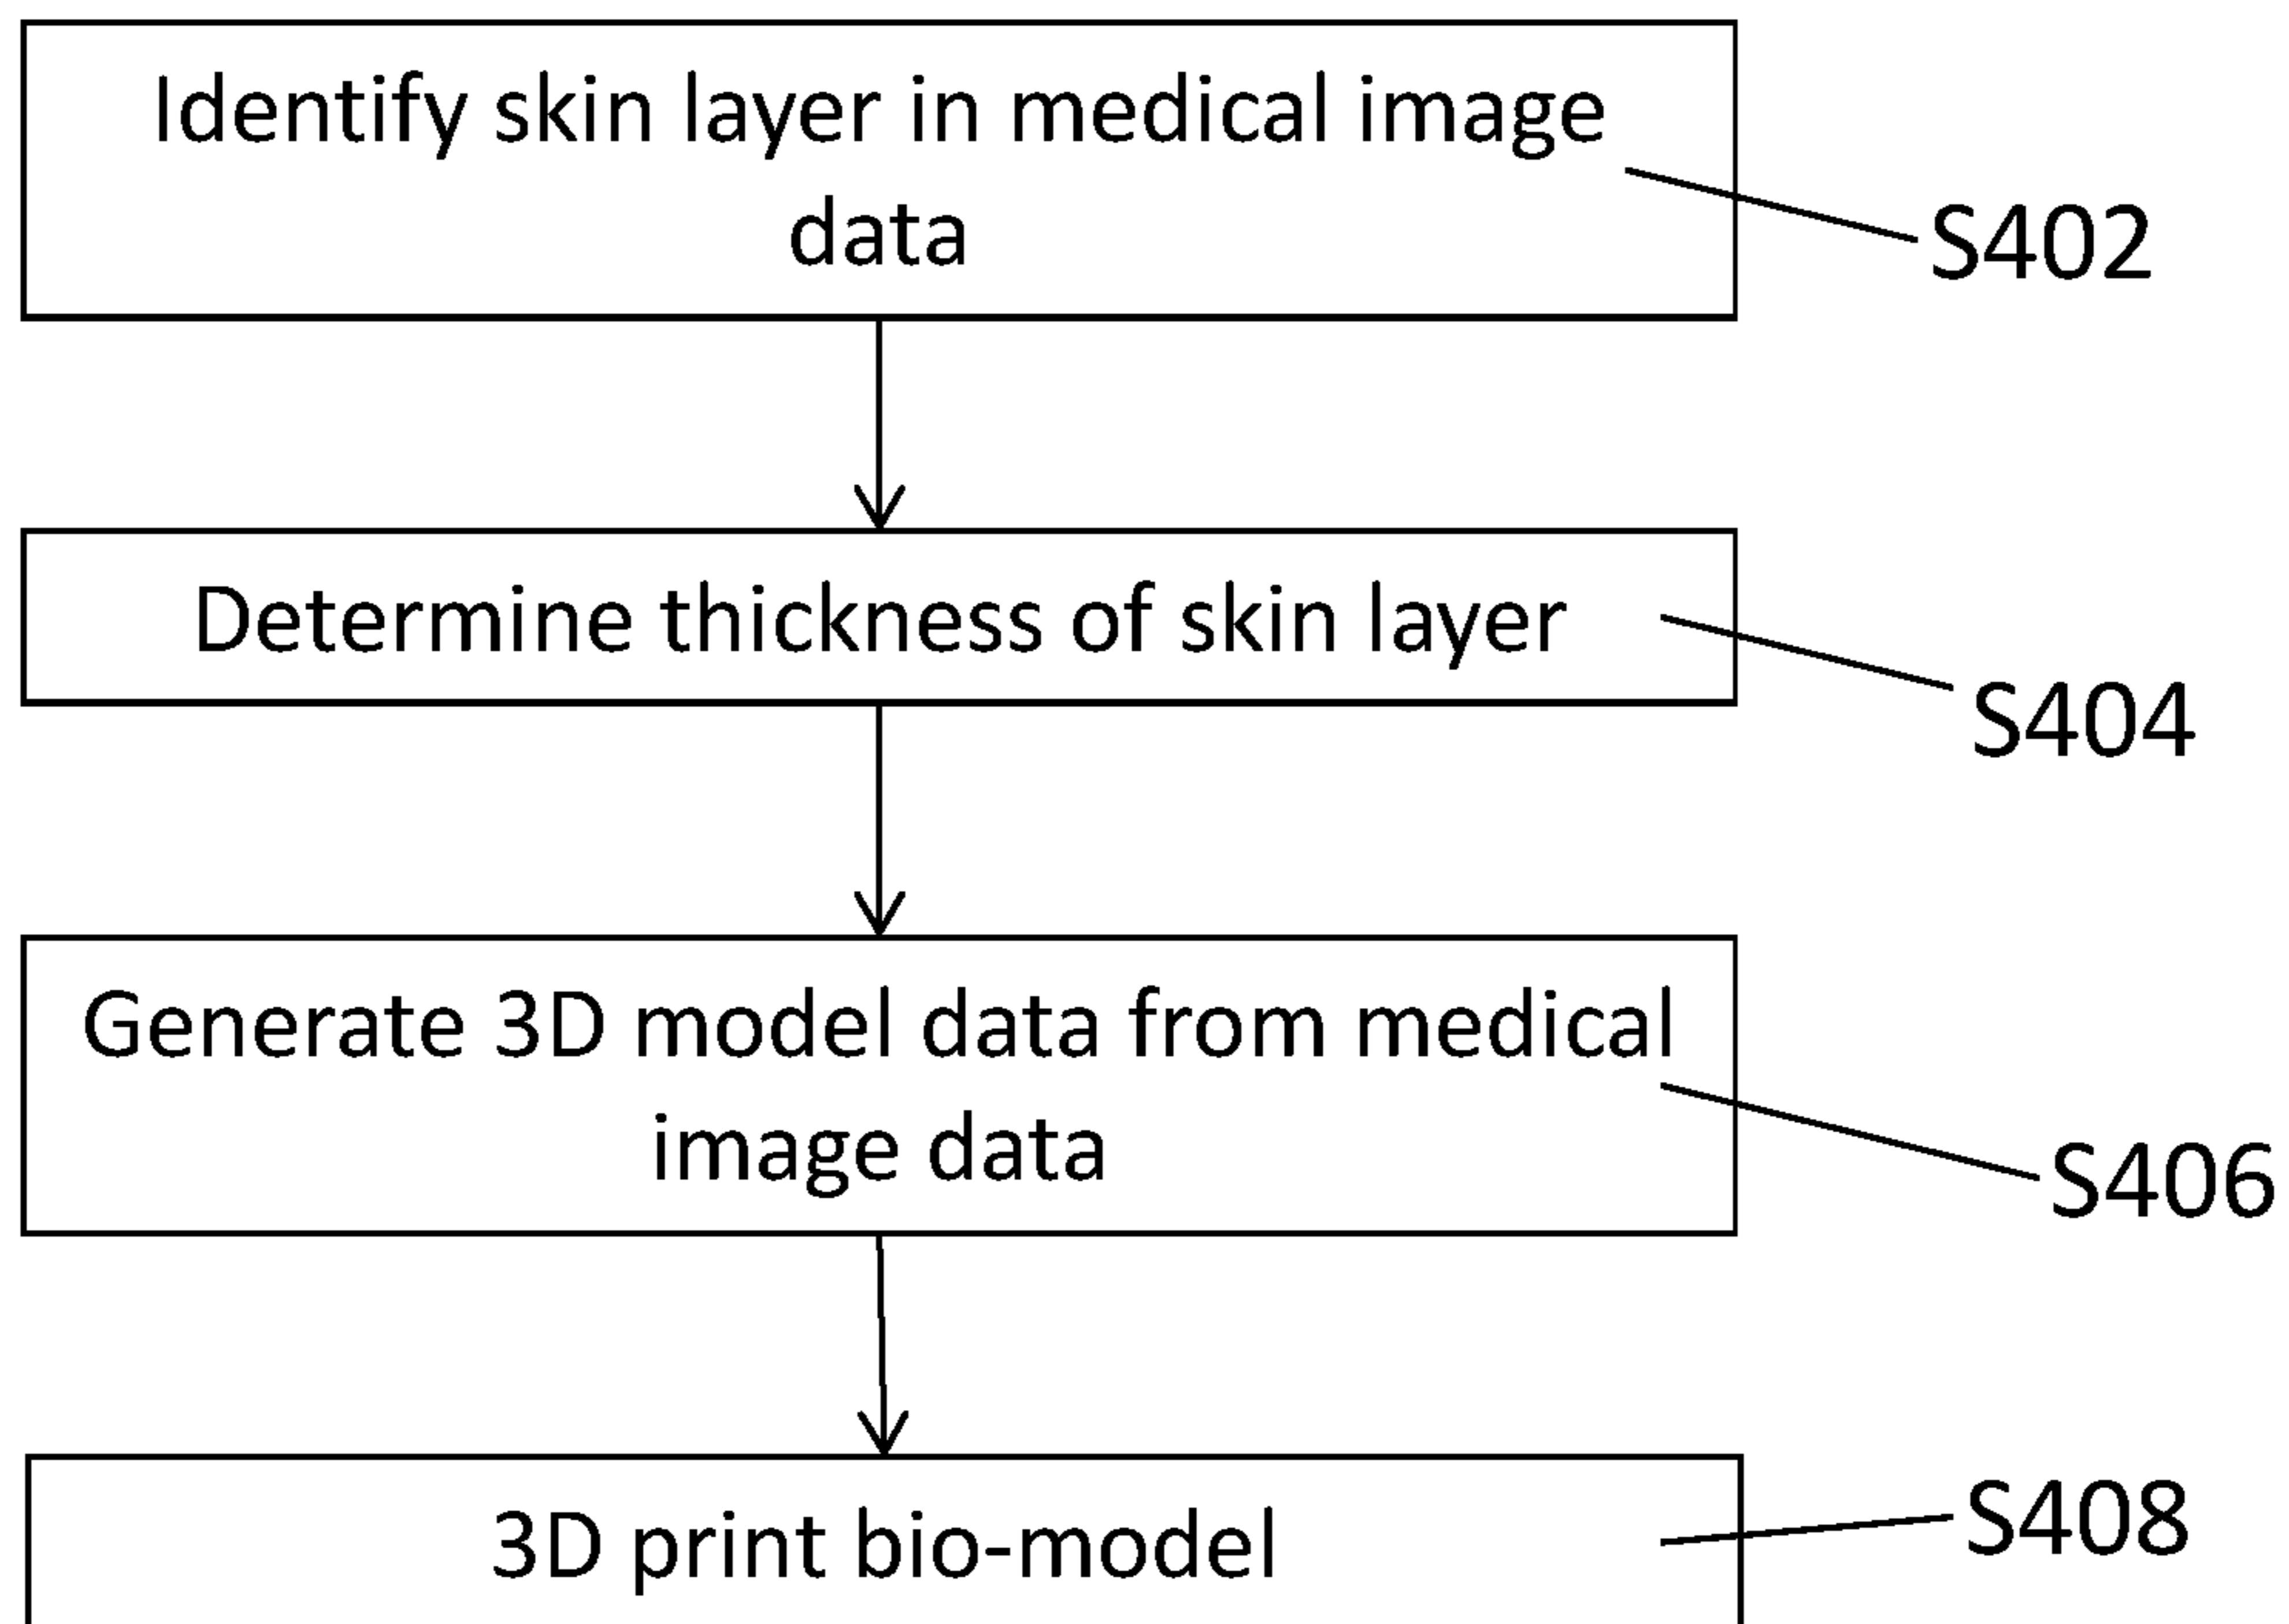 Identify skin layer in medical image
data
S402
Determine thickness of skin layer
S404
Generate 3D model data from medical
image data
S406
3D print bio-model
S408